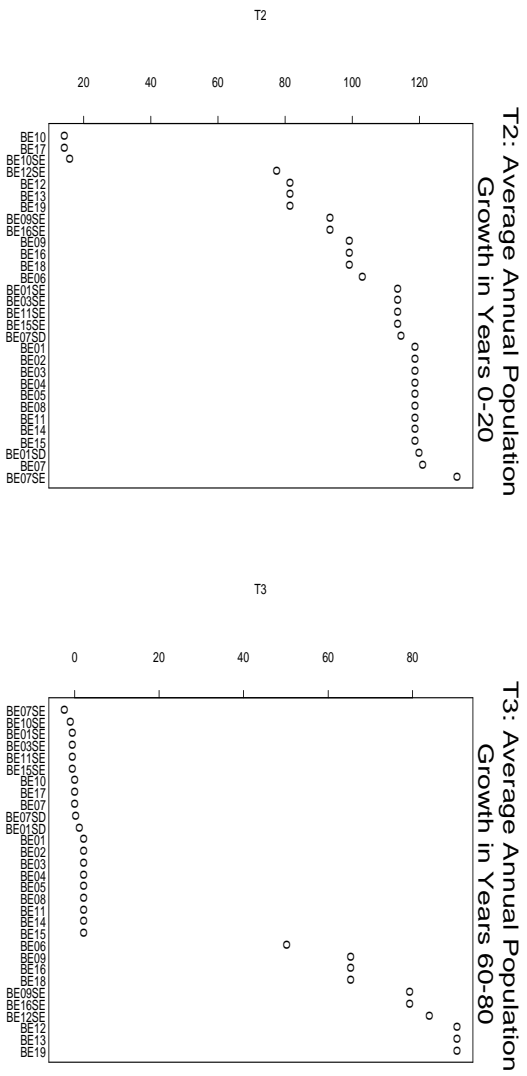 T2: Average Annual Population
Growth in Years 0-20
T2
20 40 60 80 100 120
BE10
BE17
BE10SE
BE12SE
BE12
BE13
BE19
BE09SE
BE16SE
BE09
BE16
BE18
BE06
BE01SE
BE03SE
BE11SE
BE15SE
BE07SD
BE01
BE02
BE03
BE04
BE05
BE08
BE11
BE14
BE15
BE01SD
BE07
BE07SE
T3: Average Annual Population
Growth in Years 60-80
T3
0 20 40 60 80
BE07SE
BE10SE
BE01SE
BE03SE
BE11SE
BE15SE
BE10
BE17
BE07
BE07SD
BE01SD
BE01
BE02
BE03
BE04
BE05
BE08
BE11
BE14
BE15
BE06
BE09
BE16
BE18
BE09SE
BE16SE
BE12SE
BE12
BE13
BE19